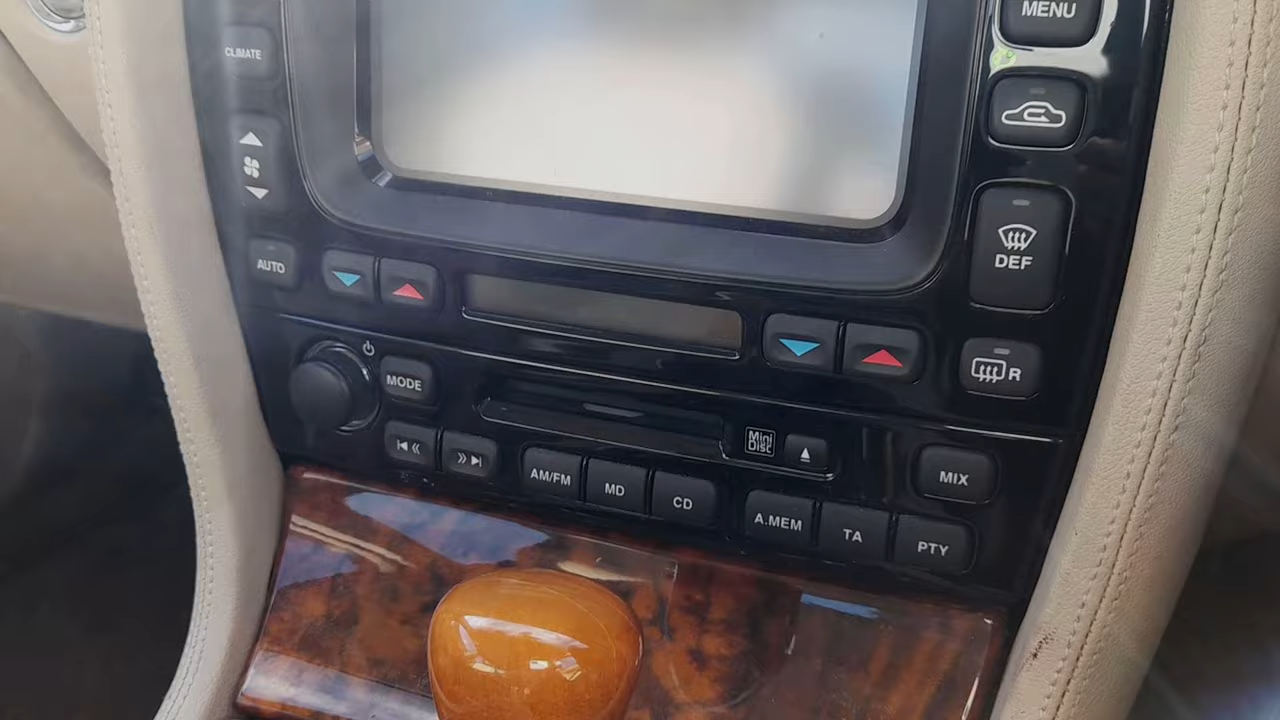 MENU
CLIMATE
DEF
AUTO
R
MODE
Mini
Disc
AM/FM
MD
CD
MIX
A.MEM
TA
PTY